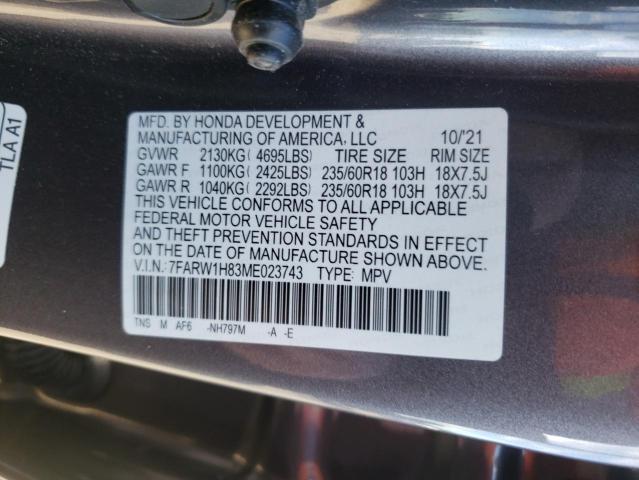 TLA A1
MFD. BY HONDA DEVELOPMENT &
MANUFACTURING OF AMERICA, LLC 10/'21
GVWR 2130KG( 4695LBS) TIRE SIZE RIM SIZE
GAWR F 1100KG( 2425LBS) 235/60R18 103H 18X7.5J
GAWR R 1040KG( 2292LBS) 235/60R18 103H 18X7.5J
THIS VEHICLE CONFORMS TO ALL APPLICABLE
FEDERAL MOTOR VEHICLE SAFETY
AND THEFT PREVENTION STANDARDS IN EFFECT
ON THE DATE OF MANUFACTURE SHOWN ABOVE.
V.I.N.:7FARW1H83ME023743 TYPE: MPV
TNS M AF6 -NH797M -A -E